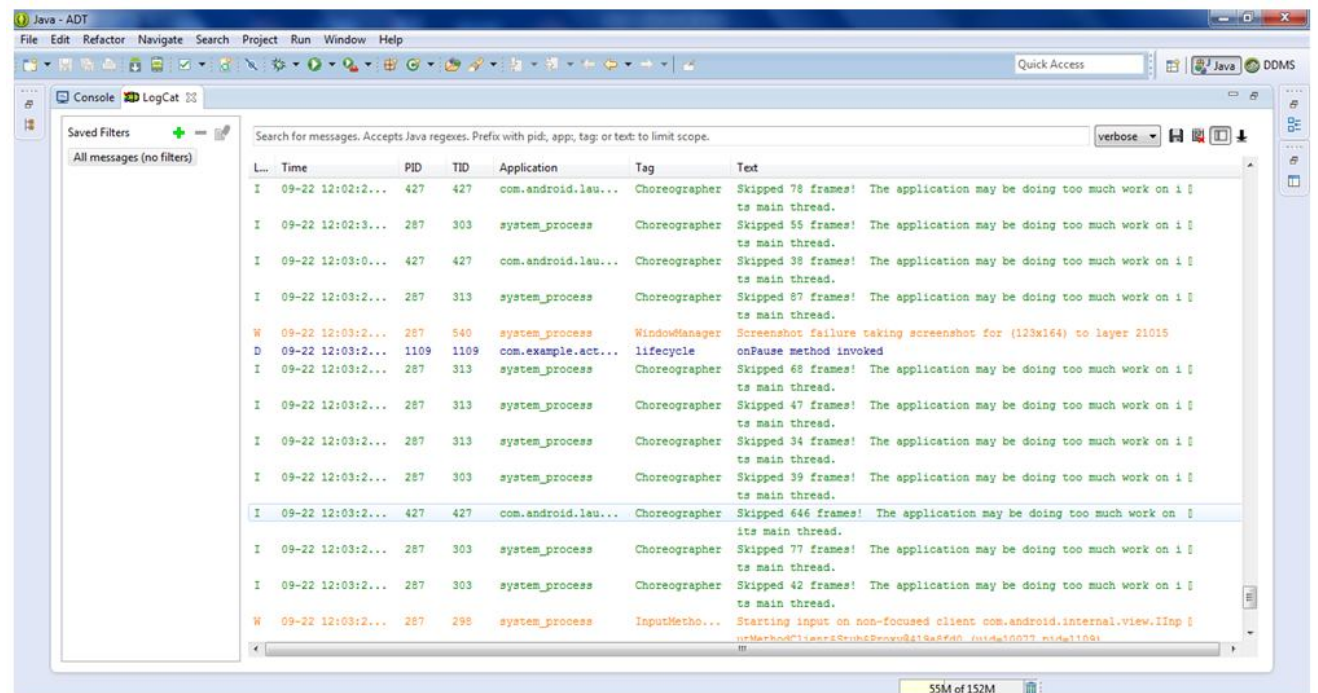 Java - ADT
File Edit Refactor Navigate Search Project Run Window Help
Quick Access Java DDMS
Console LogCat
Saved Filters
All messages (no filters)
Search for messages. Accepts Java regexes. Prefix with pid:, app:, tag: or text: to limit scope. verbose
L... Time PID TID Application Tag Text
I 09-22 12:02:2... 427 427 com.android.lau... Choreographer Skipped 78 frames! The application may be doing too much work on i
ts main thread.
I 09-22 12:02:3... 287 303 system_process Choreographer Skipped 55 frames! The application may be doing too much work on i
ts main thread.
I 09-22 12:03:0... 427 427 com.android.lau... Choreographer Skipped 38 frames! The application may be doing too much work on i
ts main thread.
I 09-22 12:03:2... 287 313 system_process Choreographer Skipped 87 frames! The application may be doing too much work on i
ts main thread.
W 09-22 12:03:2... 287 540 system_process WindowManager Screenshot failure taking screenshot for (123x164) to layer 21015
D 09-22 12:03:2... 1109 1109 com.example.act... lifecycle onPause method invoked
I 09-22 12:03:2... 287 313 system_process Choreographer Skipped 68 frames! The application may be doing too much work on i
ts main thread.
I 09-22 12:03:2... 287 313 system_process Choreographer Skipped 47 frames! The application may be doing too much work on i
ts main thread.
I 09-22 12:03:2... 287 313 system_process Choreographer Skipped 34 frames! The application may be doing too much work on i
ts main thread.
I 09-22 12:03:2... 287 303 system_process Choreographer Skipped 39 frames! The application may be doing too much work on i
ts main thread.
I 09-22 12:03:2... 427 427 com.android.lau... Choreographer Skipped 646 frames! The application may be doing too much work on
its main thread.
I 09-22 12:03:2... 287 303 system_process Choreographer Skipped 77 frames! The application may be doing too much work on i
ts main thread.
I 09-22 12:03:2... 287 303 system_process Choreographer Skipped 42 frames! The application may be doing too much work on i
ts main thread.
W 09-22 12:03:2... 287 298 system_process InputMetho... Starting input on non-focused client com.android.internal.view.IInp
55M of 152M